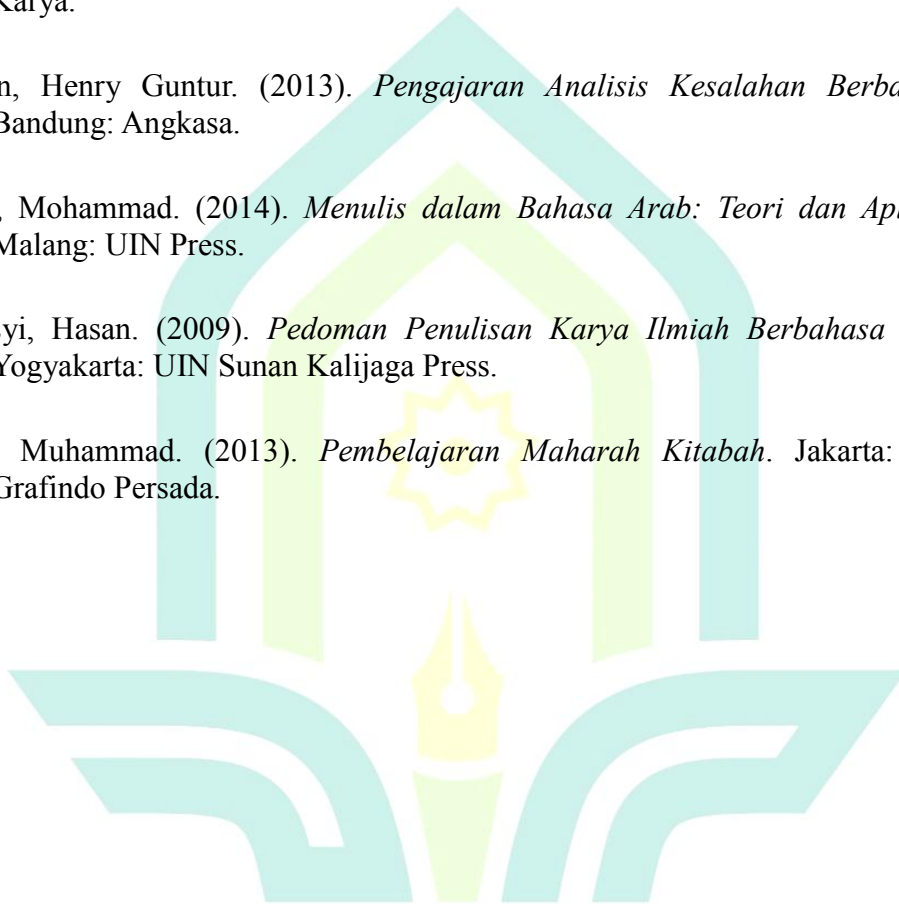 Karya.
n, Henry Guntur. (2013). Pengajaran Analisis Kesalahan Berba
Bandung: Angkasa.
, Mohammad. (2014). Menulis dalam Bahasa Arab: Teori dan Apl
Malang: UIN Press.
syi, Hasan. (2009). Pedoman Penulisan Karya Ilmiah Berbahasa
Yogyakarta: UIN Sunan Kalijaga Press.
Muhammad. (2013). Pembelajaran Maharah Kitabah. Jakarta:
Grafindo Persada.